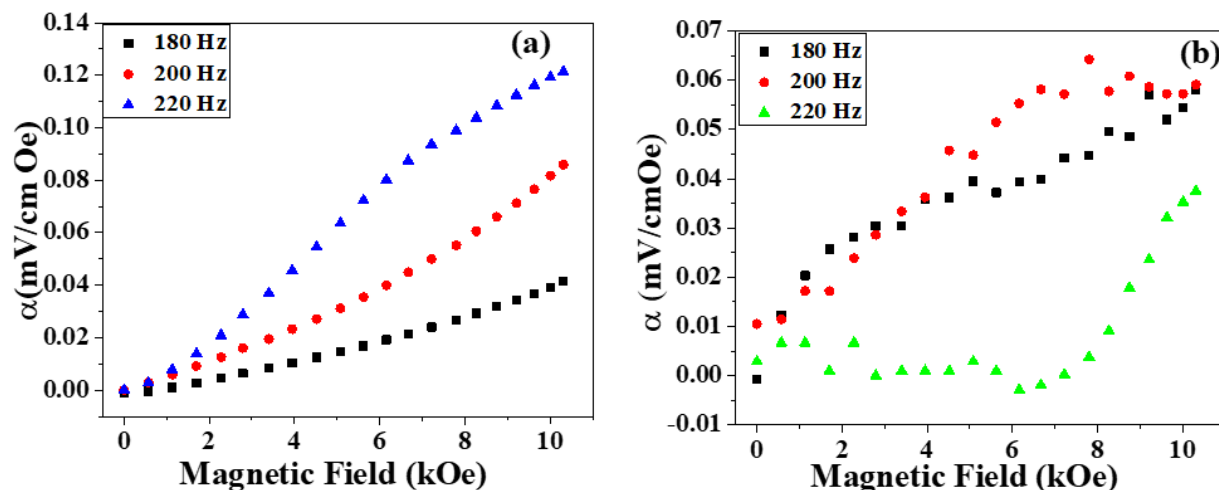 (a)
180 Hz
200 Hz
220 Hz
α(mV/cm Oe)
0.14
0.12
0.10
0.08
0.06
0.04
0.02
0.00
0 2 4 6 8 10
Magnetic Field (kOe)
(b)
180 Hz
200 Hz
220 Hz
α (mV/cmOe)
0.07
0.06
0.05
0.04
0.03
0.02
0.01
0.00
-0.01
0 2 4 6 8 10
Magnetic Field (kOe)